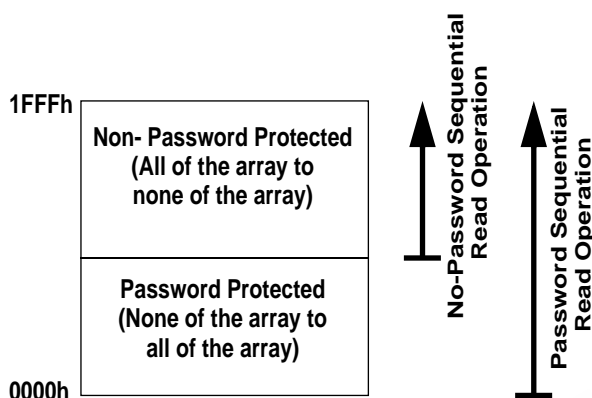 1FFFh
Non- Password Protected
(All of the array to
none of the array)
Password Protected
(None of the array to
all of the array)
0000h
No-Password Sequential
Read Operation
Password Sequential
Read Operation